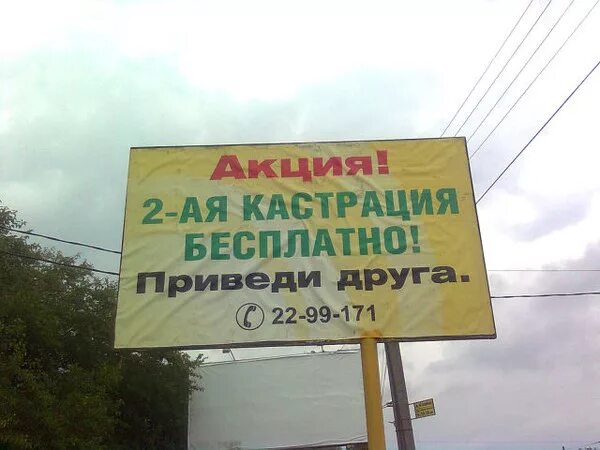 Акция!
2-АЯ КАСТРАЦИЯ
БЕСПЛАТНО!
Приведи друга.
22-99-171